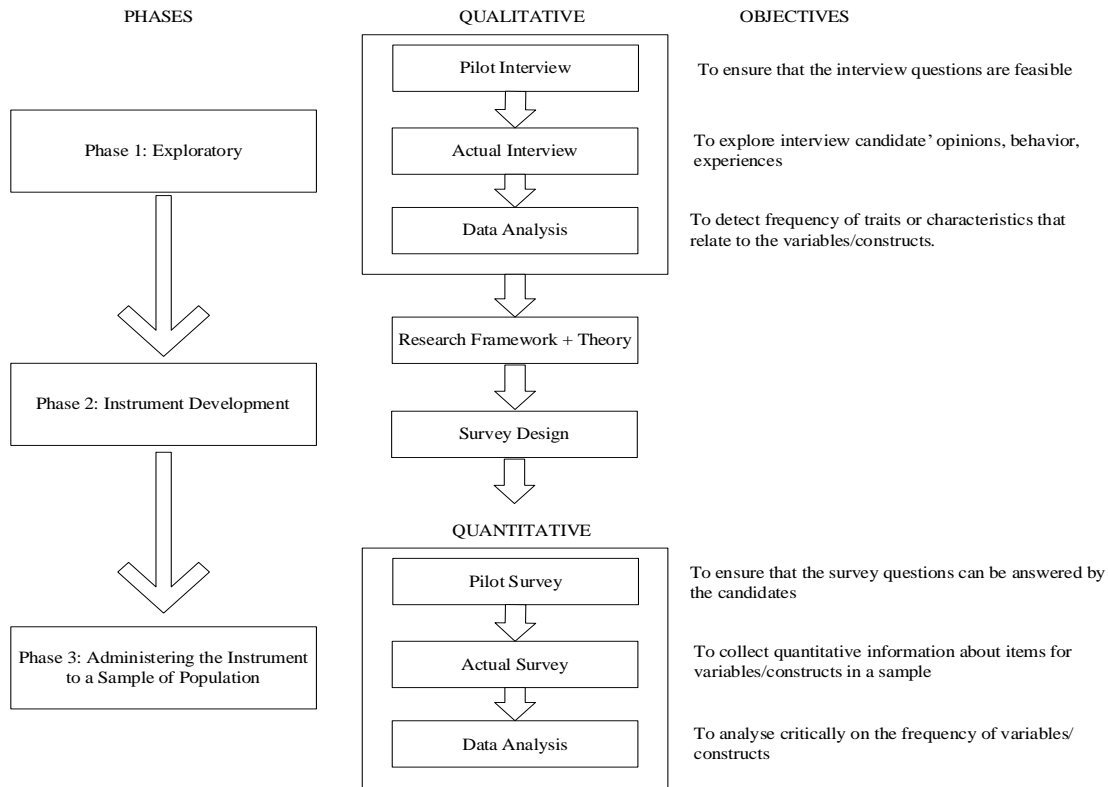 PHASES
QUALITATIVE
OBJECTIVES
Pilot Interview
To ensure that the interview questions are feasible
Phase 1: Exploratory
Actual Interview
To explore interview candidate’ opinions, behavior,
experiences
Data Analysis
To detect frequency of traits or characteristics that
relate to the variables/constructs.
Research Framework + Theory
Phase 2: Instrument Development
Survey Design
QUANTITATIVE
Pilot Survey
To ensure that the survey questions can be answered by
the candidates
Phase 3: Administering the Instrument
to a Sample of Population
Actual Survey
To collect quantitative information about items for
variables/constructs in a sample
Data Analysis
To analyse critically on the frequency of variables/
constructs